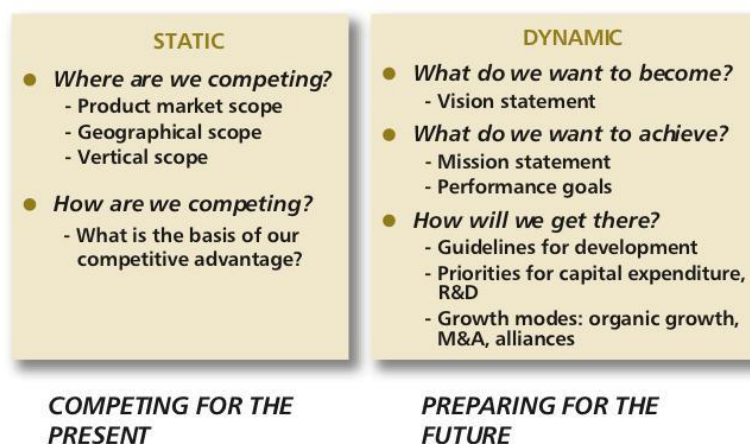 STATIC
● Where are we competing?
- Product market scope
- Geographical scope
- Vertical scope
● How are we competing?
- What is the basis of our
competitive advantage?
COMPETING FOR THE
PRESENT
DYNAMIC
● What do we want to become?
- Vision statement
● What do we want to achieve?
- Mission statement
- Performance goals
● How will we get there?
- Guidelines for development
- Priorities for capital expenditure,
R&D
- Growth modes: organic growth,
M&A, alliances
PREPARING FOR THE
FUTURE